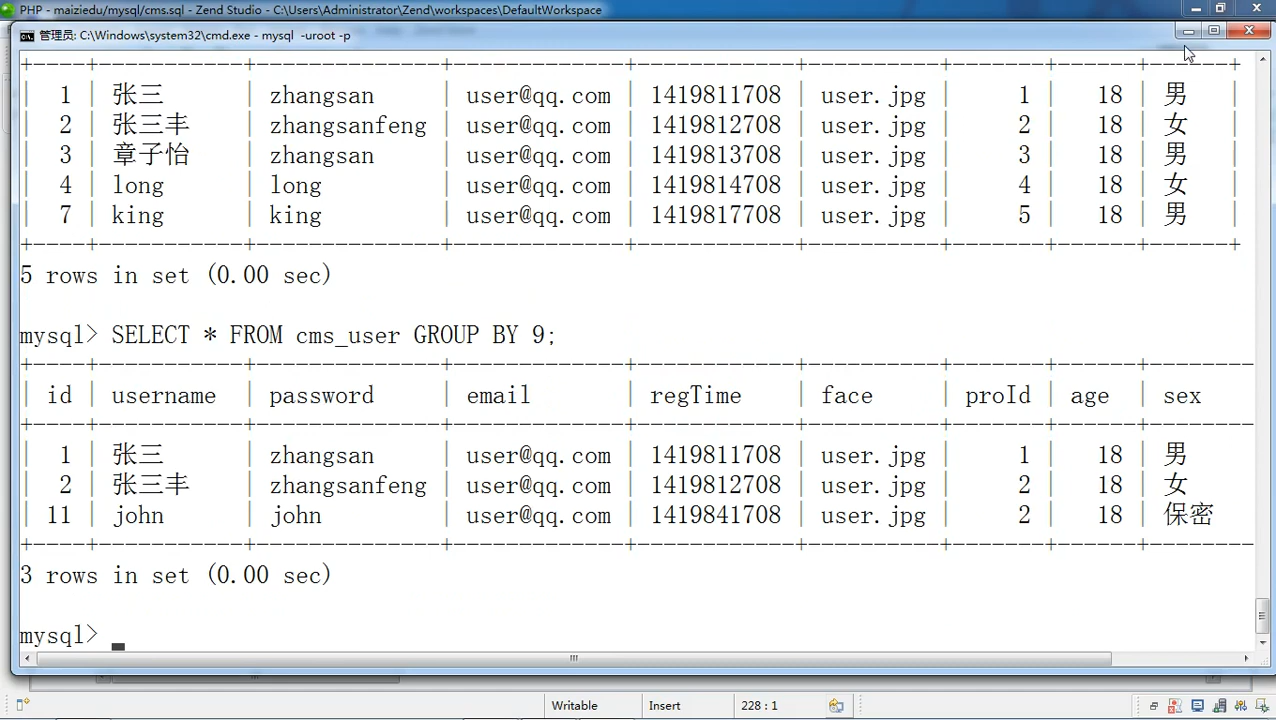 PHP - maiziedu/mysql/cms.sql - Zend Studio - C:\Users\Administrator\Zend\workspaces\DefaultWorkspace
管理员: C:\Windows\system32\cmd.exe - mysql  -uroot -p
+----+-----------+--------------+-------------+------------+----------+-------+------+------+
| 1 | 张三 | zhangsan | user@qq.com | 1419811708 | user.jpg | 1 | 18 | 男 |
| 2 | 张三丰 | zhangsanfeng | user@qq.com | 1419812708 | user.jpg | 2 | 18 | 女 |
| 3 | 章子怡 | zhangsan | user@qq.com | 1419813708 | user.jpg | 3 | 18 | 男 |
| 4 | long | long | user@qq.com | 1419814708 | user.jpg | 4 | 18 | 女 |
| 7 | king | king | user@qq.com | 1419817708 | user.jpg | 5 | 18 | 男 |
+----+-----------+--------------+-------------+------------+----------+-------+------+------+
5 rows in set (0.00 sec)
mysql> SELECT * FROM cms_user GROUP BY 9;
+----+-----------+--------------+-------------+------------+----------+-------+------+--------
| id | username | password | email | regTime | face | proId | age | sex
+----+-----------+--------------+-------------+------------+----------+-------+------+--------
| 1 | 张三 | zhangsan | user@qq.com | 1419811708 | user.jpg | 1 | 18 | 男
| 2 | 张三丰 | zhangsanfeng | user@qq.com | 1419812708 | user.jpg | 2 | 18 | 女
| 11 | john | john | user@qq.com | 1419841708 | user.jpg | 2 | 18 | 保密
+----+-----------+--------------+-------------+------------+----------+-------+------+--------
3 rows in set (0.00 sec)
mysql>
Writable Insert 228 : 1